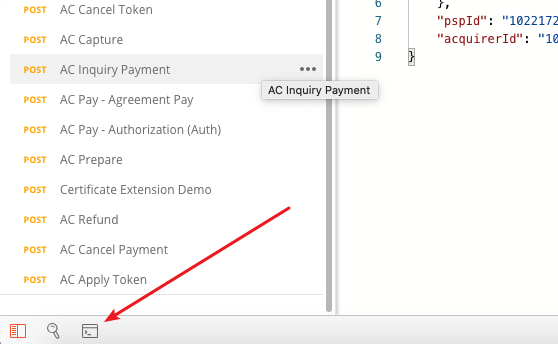 POST AC Cancel Token
POST AC Capture
POST AC Inquiry Payment
POST AC Pay - Agreement Pay
POST AC Pay - Authorization (Auth)
POST AC Prepare
POST Certificate Extension Demo
POST AC Refund
POST AC Cancel Payment
POST AC Apply Token
AC Inquiry Payment
6 },
7 "pspId": "1022172
8 "acquirerId": "10
9 }